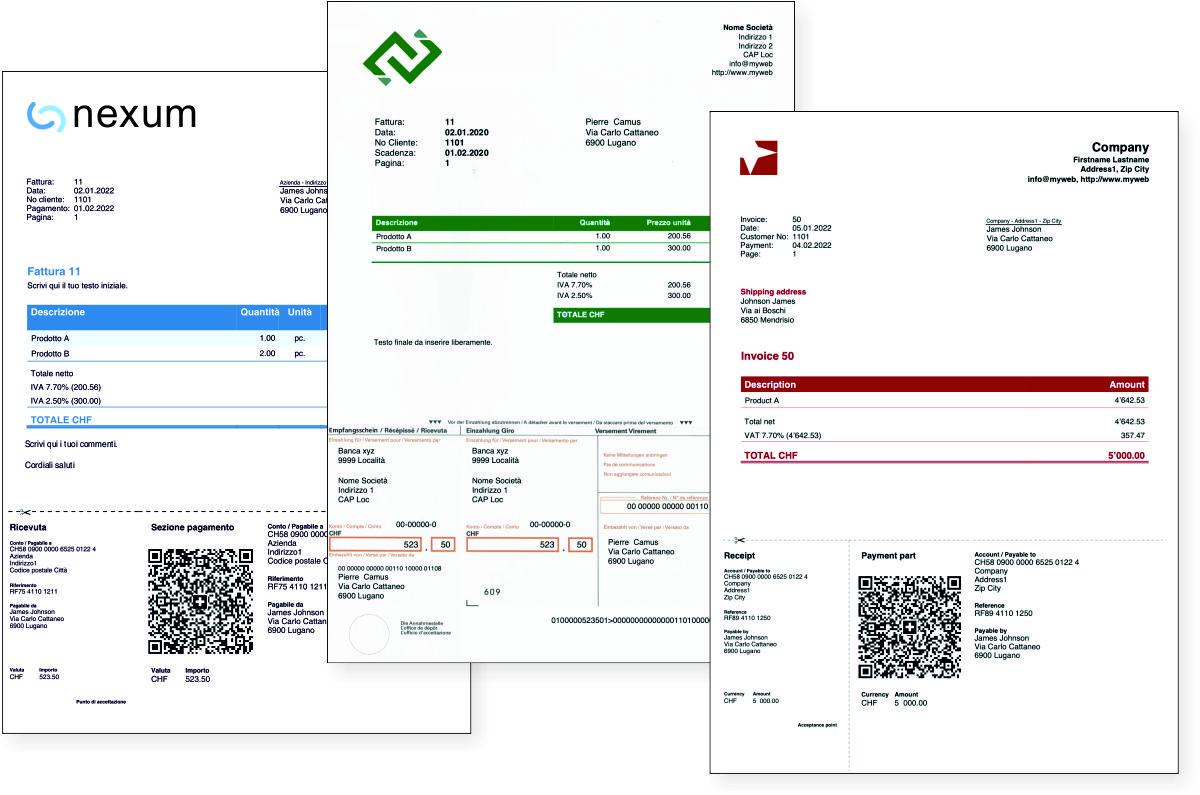 nexum
Fattura: 11
Data: 02.01.2022
No cliente: 1101
Pagamento: 01.02.2022
Pagina: 1
Azienda - Indirizzo
James Johns
Via Carlo Cat
6900 Lugano
Fattura 11
Scrivi qui il tuo testo iniziale.
Descrizione Quantità Unità
Prodotto A 1.00 pc.
Prodotto B 2.00 pc.
Totale netto
IVA 7.70% (200.56)
IVA 2.50% (300.00)
TOTALE CHF
Scrivi qui i tuoi commenti.
Cordiali saluti
Ricevuta
Conto / Pagabile a
CH58 0900 0000 6525 0122 4
Azienda
Indirizzo1
Codice postale Città
Riferimento
RF75 4110 1211
Pagabile da
James Johnson
Via Carlo Cattaneo
6900 Lugano
Valuta Importo
CHF 523.50
Punto di accettazione
Sezione pagamento
Valuta Importo
CHF 523.50
Conto / Pagabile a
CH58 0900 000
Azienda
Indirizzo1
Codice postale C
Riferimento
RF75 4110 1211
Pagabile da
James Johnson
Via Carlo Cattan
6900 Lugano
Nome Società
Indirizzo 1
Indirizzo 2
CAP Loc
info@myweb
http://www.myweb
Fattura: 11
Data: 02.01.2020
No Cliente: 1101
Scadenza: 01.02.2020
Pagina: 1
Pierre Camus
Via Carlo Cattaneo
6900 Lugano
Descrizione Quantità Prezzo unità
Prodotto A 1.00 200.56
Prodotto B 1.00 300.00
Totale netto
IVA 7.70% 200.56
IVA 2.50% 300.00
TOTALE CHF
Testo finale da inserire liberamente.
Vor der Einzahlung abzutrennen / A détacher avant le versement / Da staccare prima del versamento
Empfangsschein / Récépissé / Ricevuta
Einzahlung für / Versement pour / Versamento per
Banca xyz
9999 Località
Nome Società
Indirizzo 1
CAP Loc
Konto / Compte / Conto 00-00000-0
CHF
523 . 50
Einbezahlt von / Versé par / Versato da
00 00000 00000 00110 10000 01108
Pierre Camus
Via Carlo Cattaneo
6900 Lugano
Die Annahmestelle
L'office de dépôt
L'ufficio d'accettazione
Einzahlung Giro
Einzahlung für / Versement pour / Versamento per
Banca xyz
9999 Località
Nome Società
Indirizzo 1
CAP Loc
Konto / Compte / Conto 00-00000-0
CHF
523 . 50
609
Versement Virement
Keine Mitteilungen anbringen
Pas de communications
Non aggiungere comunicazioni
Referenz-Nr. / N° de référence
00 00000 00000 00110
Einbezahlt von / Versé par / Versato da
Pierre Camus
Via Carlo Cattaneo
6900 Lugano
Company
Firstname Lastname
Address1, Zip City
info@myweb, http://www.myweb
Invoice: 50
Date: 05.01.2022
Customer No: 1101
Payment: 04.02.2022
Page: 1
Company - Address1 - Zip City
James Johnson
Via Carlo Cattaneo
6900 Lugano
Shipping address
Johnson James
Via ai Boschi
6850 Mendrisio
Invoice 50
Description Amount
Product A 4'642.53
Total net 4'642.53
VAT 7.70% (4'642.53) 357.47
TOTAL CHF 5'000.00
Receipt
Account / Payable to
CH58 0900 0000 6525 0122 4
Company
Address1
Zip City
Reference
RF89 4110 1250
Payable by
James Johnson
Via Carlo Cattaneo
6900 Lugano
Currency Amount
CHF 5 000.00
Acceptance point
Payment part
Currency Amount
CHF 5 000.00
Account / Payable to
CH58 0900 0000 6525 0122 4
Company
Address1
Zip City
Reference
RF89 4110 1250
Payable by
James Johnson
Via Carlo Cattaneo
6900 Lugano